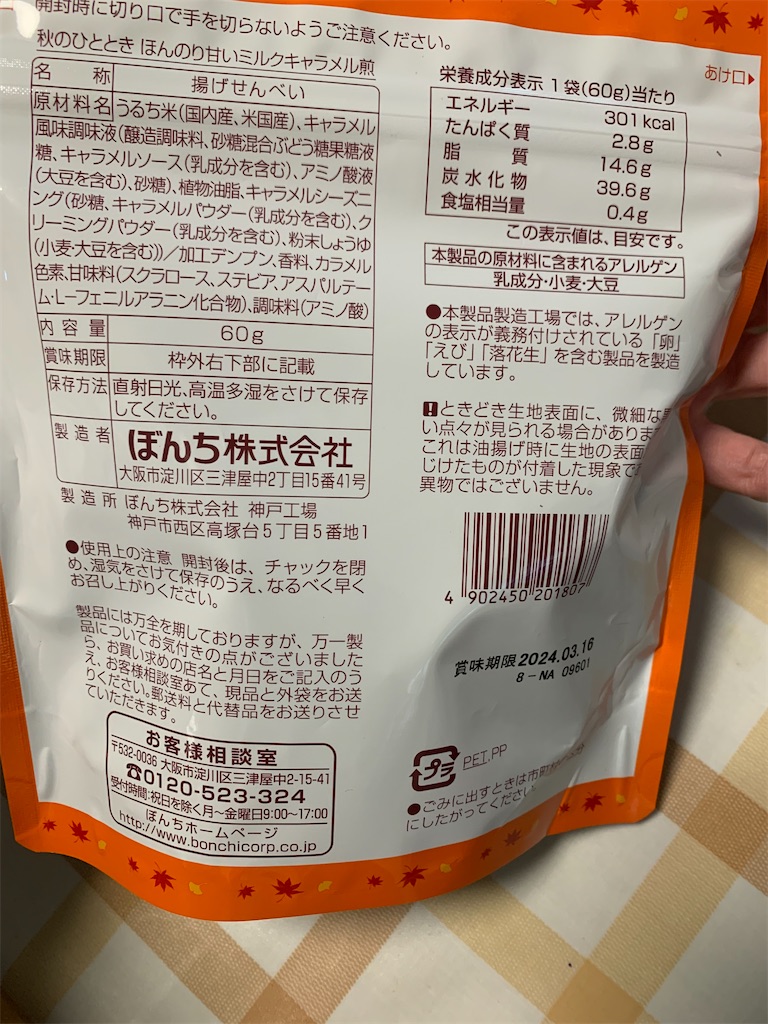 開封時に切り口で手を切らないようご注意ください。
あけ口▶
秋のひととき ほんのり甘いミルクキャラメル煎
名 称 揚げせんべい
原材料名 うるち米(国内産、米国産)、キャラメル
風味調味液(醸造調味料、砂糖混合ぶどう糖果糖液
糖、キャラメルソース(乳成分を含む)、アミノ酸液
(大豆を含む)、砂糖)、植物油脂、キャラメルシーズニ
ング(砂糖、キャラメルパウダー(乳成分を含む)、ク
リーミングパウダー(乳成分を含む)、粉末しょうゆ
(小麦・大豆を含む))/加工デンプン、香料、カラメル
色素、甘味料(スクラロース、ステビア、アスパルテー
ム・L-フェニルアラニン化合物)、調味料(アミノ酸)
内容量 60g
賞味期限 枠外右下部に記載
保存方法 直射日光、高温多湿をさけて保存
してください。
製造者 ぼんち株式会社
大阪市淀川区三津屋中2丁目15番41号
製造所 ぼんち株式会社 神戸工場
神戸市西区高塚台5丁目5番地1
●使用上の注意 開封後は、チャックを閉
め、湿気をさけて保存のうえ、なるべく早く
お召し上がりください。
製品には万全を期しておりますが、万一製
品についてお気付きの点がございました
ら、お買い求めの店名と月日をご記入のう
え、お客様相談室あて、現品と外袋をお送
りください。郵送料と代替品をお送りさせ
ていただきます。
お客様相談室
〒532-0036 大阪市淀川区三津屋中2-15-41
☎0120-523-324
受付時間:祝日を除く月〜金曜日9:00〜17:00
ぼんちホームページ
http://www.bonchicorp.co.jp
栄養成分表示 1袋(60g)当たり
エネルギー 301kcal
たんぱく質 2.8g
脂質 14.6g
炭水化物 39.6g
食塩相当量 0.4g
この表示値は、目安です。
本製品の原材料に含まれるアレルゲン
乳成分・小麦・大豆
●本製品製造工場では、アレルゲン
の表示が義務付けされている「卵」
「えび」「落花生」を含む製品を製造
しています。
!ときどき生地表面に、微細な
い点々が見られる場合がありま
これは油揚げ時に生地の表面
じけたものが付着した現象で
異物ではございません。
4 902450 201807
賞味期限 2024.03.16
8-NA 09601
プラ PET,PP
●ごみに出すときは市町
にしたがってください